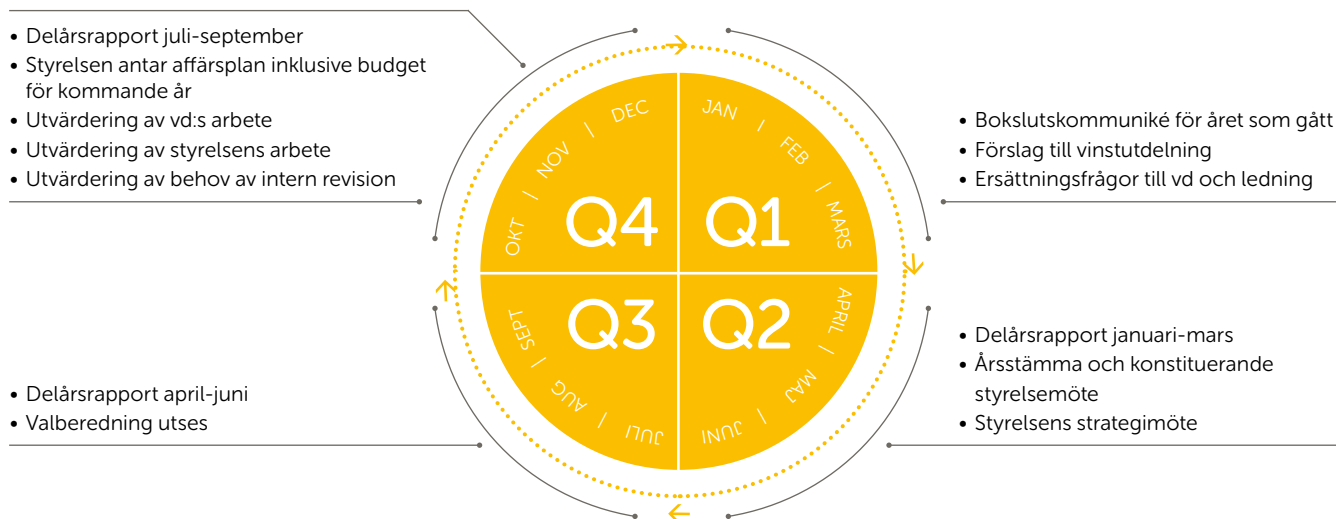 • Delårsrapport juli-september
• Styrelsen antar affärsplan inklusive budget
för kommande år
• Utvärdering av vd:s arbete
• Utvärdering av styrelsens arbete
• Utvärdering av behov av intern revision
• Bokslutskommuniké för året som gått
• Förslag till vinstutdelning
• Ersättningsfrågor till vd och ledning
OKT | NOV | DEC
JAN | FEB | MARS
Q4
Q1
Q3
Q2
APRIL | MAJ | JUNI
JULI | AUG | SEPT
• Delårsrapport april-juni
• Valberedning utses
• Delårsrapport januari-mars
• Årsstämma och konstituerande
styrelsemöte
• Styrelsens strategimöte